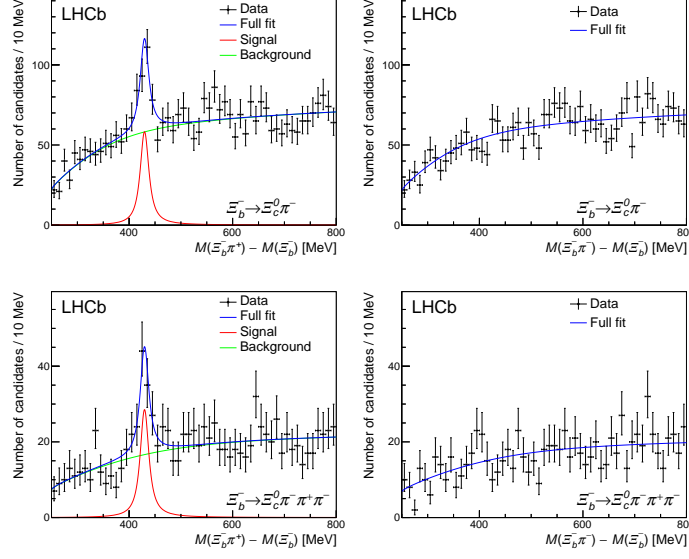 LHCb
Data
Full fit
Signal
Background
Number of candidates / 10 MeV
100
50
0
400
600
800
Ξb−→Ξc0π−
M(Ξb−π+) − M(Ξb−) [MeV]
LHCb
Data
Full fit
Number of candidates / 10 MeV
100
50
0
400
600
80
Ξb−→Ξc0π−
M(Ξb−π−) − M(Ξb−) [MeV]
LHCb
Data
Full fit
Signal
Background
Number of candidates / 10 MeV
40
20
0
400
600
800
Ξb−→Ξc0π−π+π−
M(Ξb−π+) − M(Ξb−) [MeV]
LHCb
Data
Full fit
Number of candidates / 10 MeV
40
20
0
400
600
80
Ξb−→Ξc0π−π+π−
M(Ξb−π−) − M(Ξb−) [MeV]